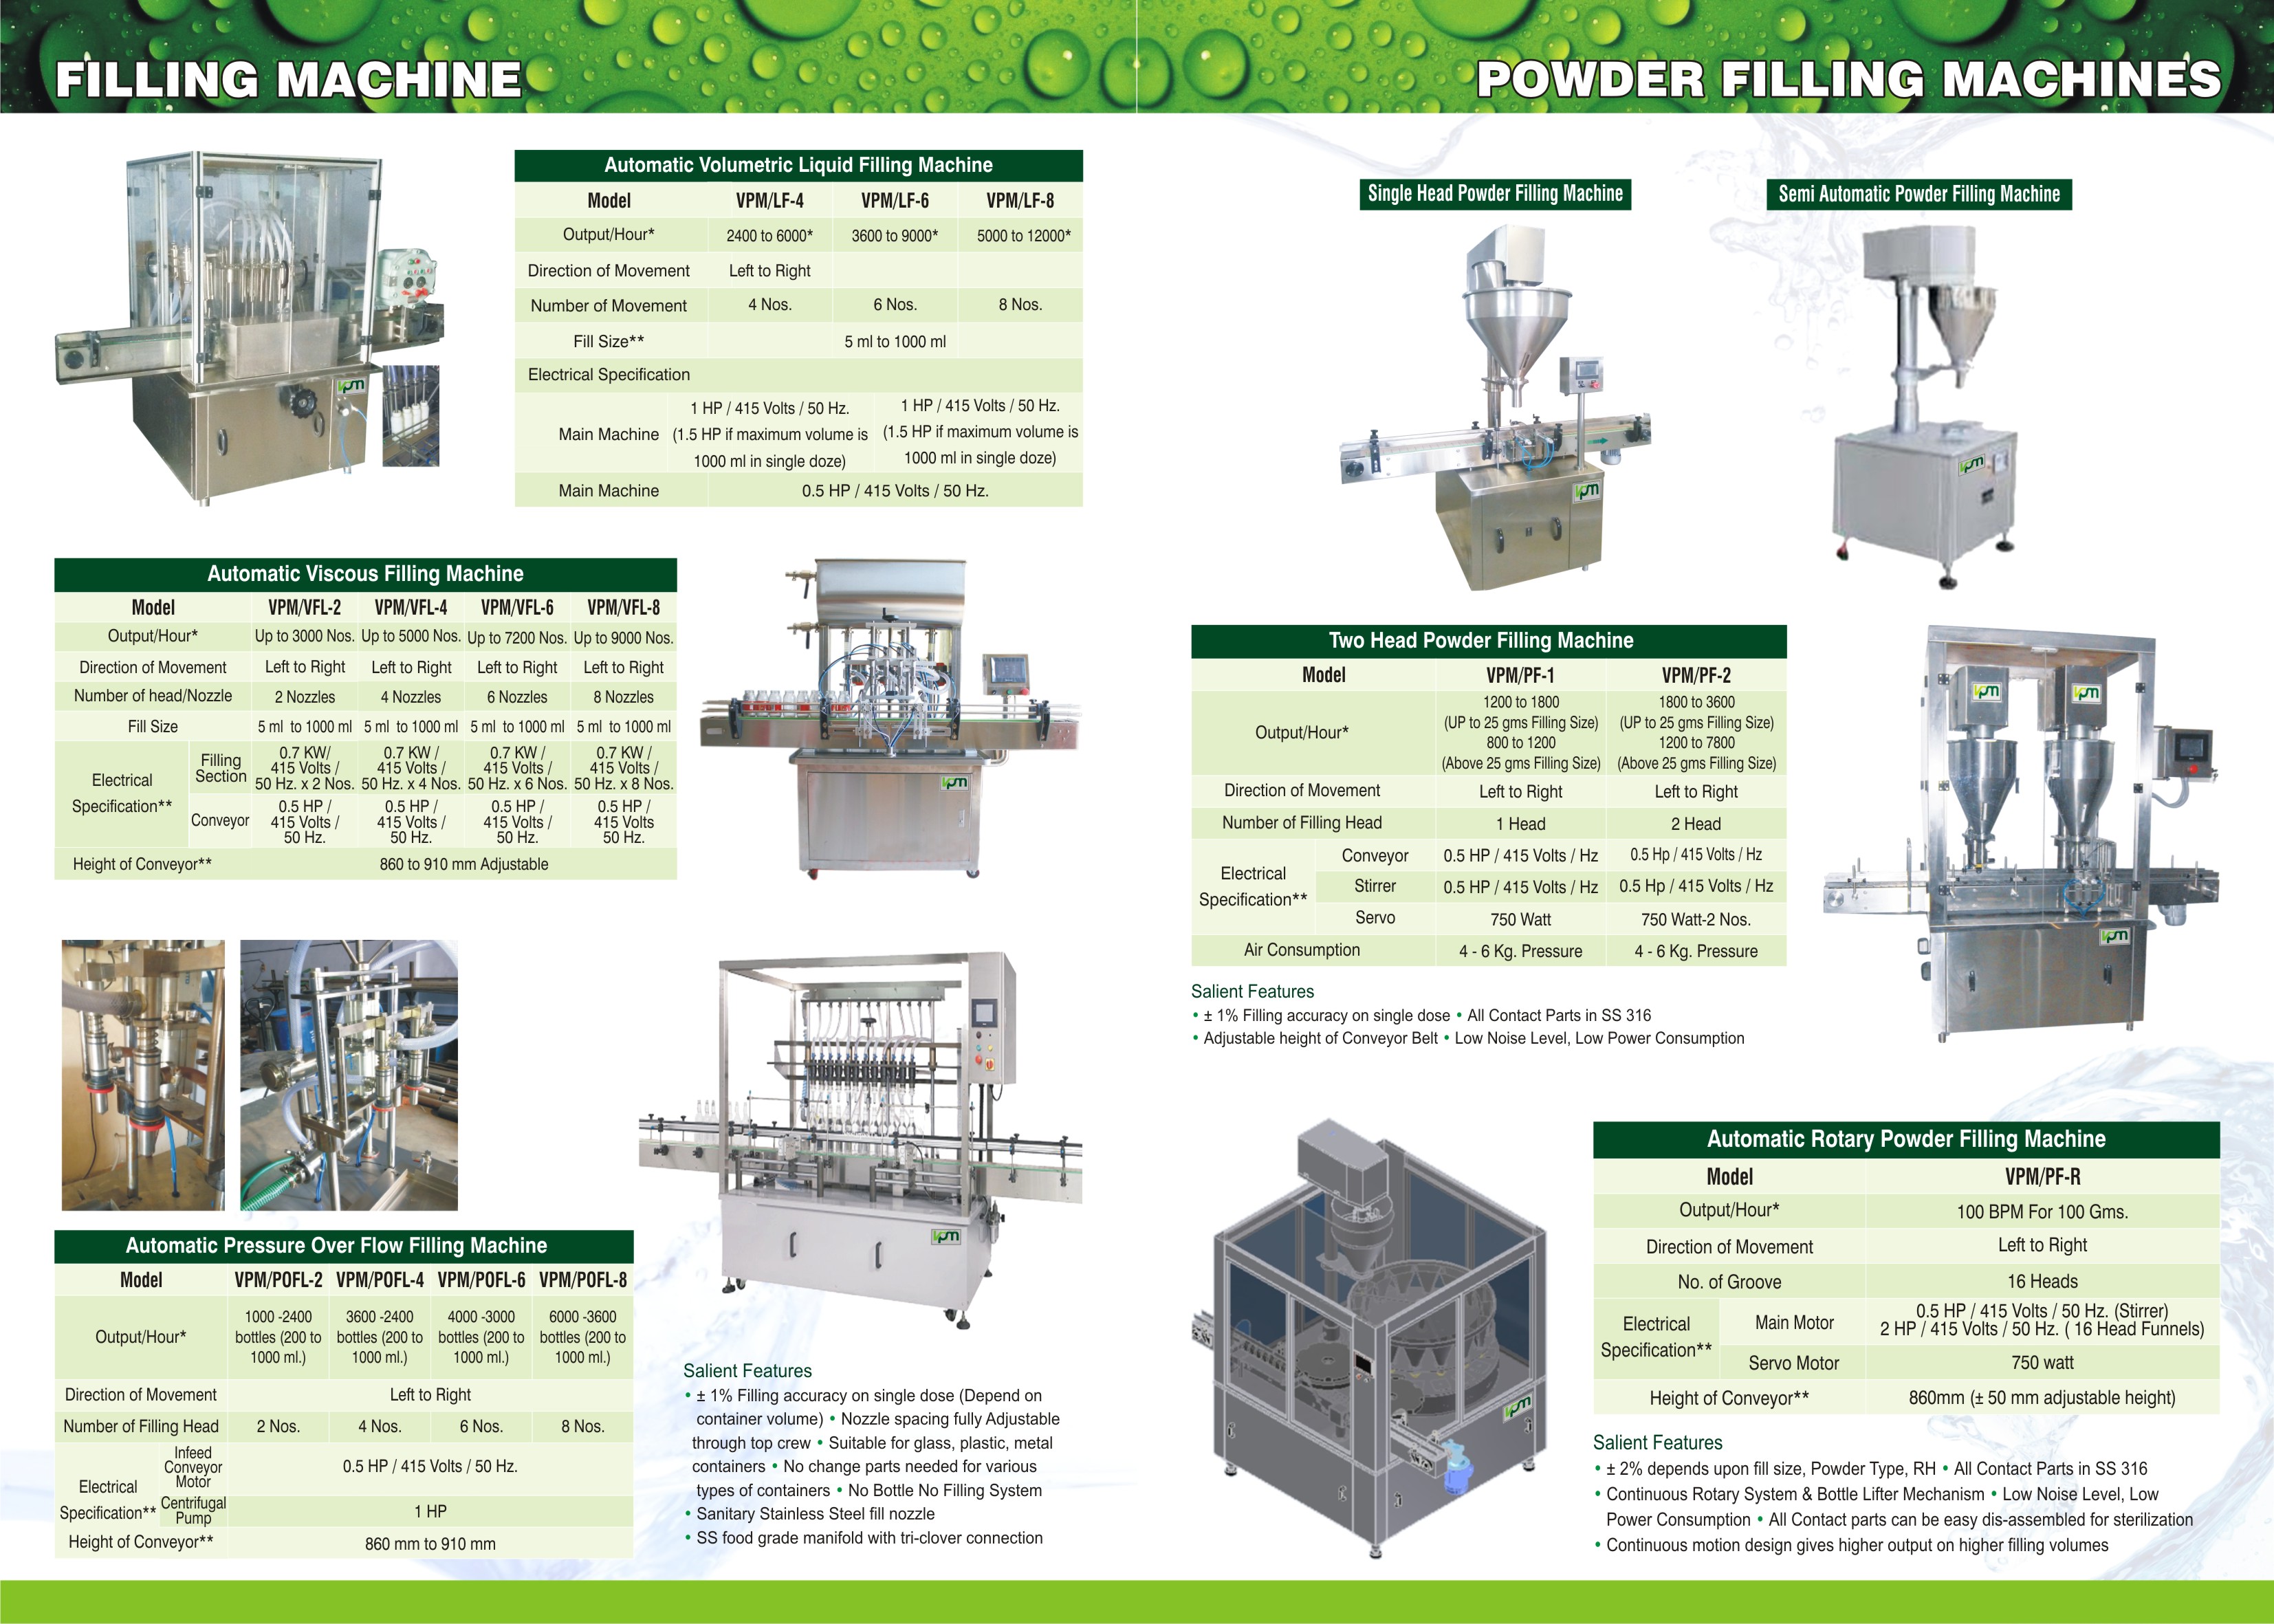 FILLING MACHINE
POWDER FILLING MACHINES
Automatic Volumetric Liquid Filling Machine
Model VPM/LF-4 VPM/LF-6 VPM/LF-8
Output/Hour* 2400 to 6000* 3600 to 9000* 5000 to 12000*
Direction of Movement Left to Right
Number of Movement 4 Nos. 6 Nos. 8 Nos.
Fill Size** 5 ml to 1000 ml
Electrical Specification
Main Machine
1 HP / 415 Volts / 50 Hz.
(1.5 HP if maximum volume is
1000 ml in single doze)
1 HP / 415 Volts / 50 Hz.
(1.5 HP if maximum volume is
1000 ml in single doze)
Main Machine 0.5 HP / 415 Volts / 50 Hz.
vpm
Automatic Viscous Filling Machine
Model VPM/VFL-2 VPM/VFL-4 VPM/VFL-6 VPM/VFL-8
Output/Hour* Up to 3000 Nos. Up to 5000 Nos. Up to 7200 Nos. Up to 9000 Nos.
Direction of Movement Left to Right Left to Right Left to Right Left to Right
Number of head/Nozzle 2 Nozzles 4 Nozzles 6 Nozzles 8 Nozzles
Fill Size 5 ml to 1000 ml 5 ml to 1000 ml 5 ml to 1000 ml 5 ml to 1000 ml
Electrical
Specification**
Filling
Section
0.7 KW/ 0.7 KW / 0.7 KW / 0.7 KW /
415 Volts / 415 Volts / 415 Volts / 415 Volts /
50 Hz. x 2 Nos. 50 Hz. x 4 Nos. 50 Hz. x 6 Nos. 50 Hz. x 8 Nos.
Conveyor
0.5 HP / 0.5 HP / 0.5 HP / 0.5 HP /
415 Volts / 415 Volts / 415 Volts / 415 Volts
50 Hz. 50 Hz. 50 Hz. 50 Hz.
Height of Conveyor** 860 to 910 mm Adjustable
vpm
Automatic Pressure Over Flow Filling Machine
Model VPM/POFL-2 VPM/POFL-4 VPM/POFL-6 VPM/POFL-8
Output/Hour*
1000 -2400 3600 -2400 4000 -3000 6000 -3600
bottles (200 to bottles (200 to bottles (200 to bottles (200 to
1000 ml.) 1000 ml.) 1000 ml.) 1000 ml.)
Direction of Movement Left to Right
Number of Filling Head 2 Nos. 4 Nos. 6 Nos. 8 Nos.
Electrical
Specification**
Infeed
Conveyor
Motor
0.5 HP / 415 Volts / 50 Hz.
Centrifugal
Pump
1 HP
Height of Conveyor** 860 mm to 910 mm
vpm
Salient Features
• ± 1% Filling accuracy on single dose (Depend on
container volume) • Nozzle spacing fully Adjustable
through top crew • Suitable for glass, plastic, metal
containers • No change parts needed for various
types of containers • No Bottle No Filling System
• Sanitary Stainless Steel fill nozzle
• SS food grade manifold with tri-clover connection
Single Head Powder Filling Machine
Semi Automatic Powder Filling Machine
vpm
vpm
Two Head Powder Filling Machine
Model VPM/PF-1 VPM/PF-2
Output/Hour*
1200 to 1800 1800 to 3600
(UP to 25 gms Filling Size) (UP to 25 gms Filling Size)
800 to 1200 1200 to 7800
(Above 25 gms Filling Size) (Above 25 gms Filling Size)
Direction of Movement Left to Right Left to Right
Number of Filling Head 1 Head 2 Head
Electrical
Specification**
Conveyor 0.5 HP / 415 Volts / Hz 0.5 Hp / 415 Volts / Hz
Stirrer 0.5 HP / 415 Volts / Hz 0.5 Hp / 415 Volts / Hz
Servo 750 Watt 750 Watt-2 Nos.
Air Consumption 4 - 6 Kg. Pressure 4 - 6 Kg. Pressure
Salient Features
• ± 1% Filling accuracy on single dose • All Contact Parts in SS 316
• Adjustable height of Conveyor Belt • Low Noise Level, Low Power Consumption
vpm
vpm
vpm
Automatic Rotary Powder Filling Machine
Model VPM/PF-R
Output/Hour* 100 BPM For 100 Gms.
Direction of Movement Left to Right
No. of Groove 16 Heads
Electrical
Specification**
Main Motor
0.5 HP / 415 Volts / 50 Hz. (Stirrer)
2 HP / 415 Volts / 50 Hz. ( 16 Head Funnels)
Servo Motor 750 watt
Height of Conveyor** 860mm (± 50 mm adjustable height)
vpm
Salient Features
• ± 2% depends upon fill size, Powder Type, RH • All Contact Parts in SS 316
• Continuous Rotary System & Bottle Lifter Mechanism • Low Noise Level, Low
Power Consumption • All Contact parts can be easy dis-assembled for sterilization
• Continuous motion design gives higher output on higher filling volumes